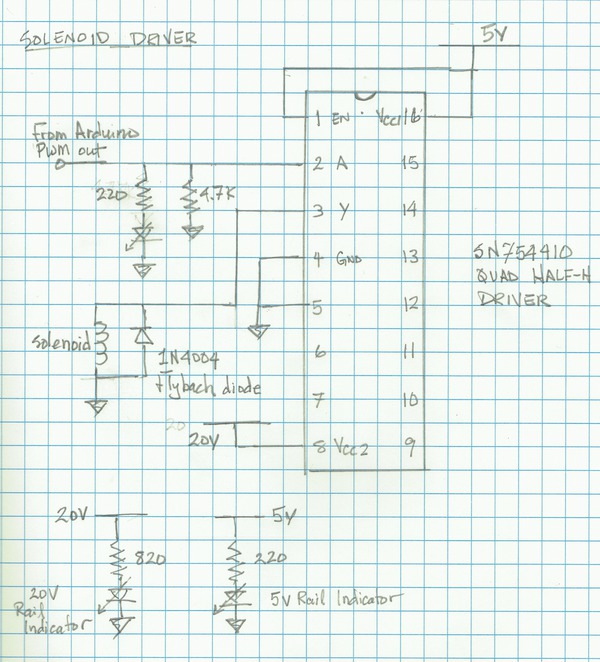 SOLENOID DRIVER
5V
1 EN Vcc1 16
From Arduino
PWM out
2 A 15
220
4.7K
3 Y 14
4 GND 13
SN754410
QUAD HALF-H
DRIVER
5 12
Solenoid
6 11
1N4004
flyback diode
7 10
20
20V
8 Vcc2 9
20V
5V
820
220
20V
Rail
Indicator
5V Rail Indicator